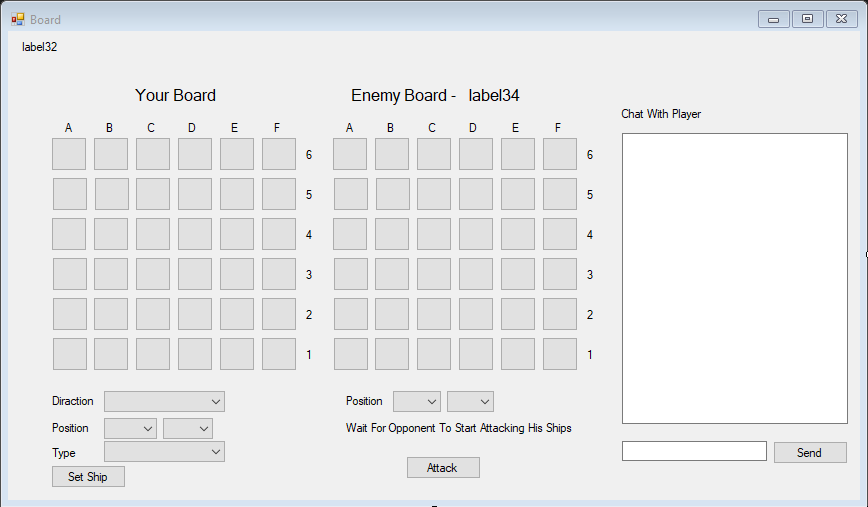 Board
label32
Your Board
Enemy Board - label34
Chat With Player
A B C D E F
A B C D E F
6 6
5 5
4 4
3 3
2 2
1 1
Diraction
Position
Position
Wait For Opponent To Start Attacking His Ships
Type
Send
Attack
Set Ship